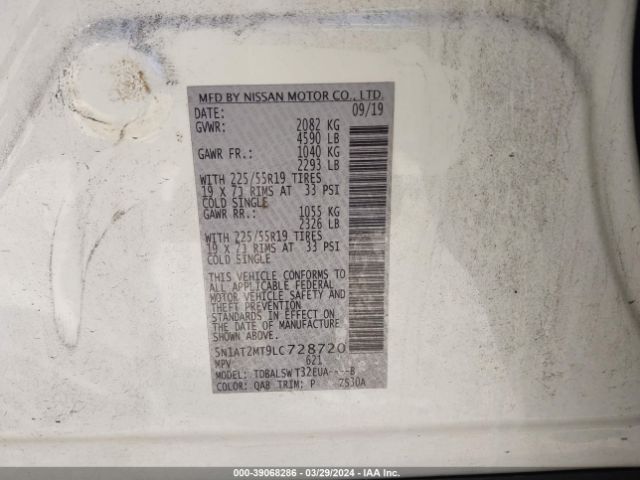 MFD BY NISSAN MOTOR CO., LTD.
DATE: 09/19
GVWR: 2082 KG
4590 LB
GAWR FR.: 1040 KG
2293 LB
WITH 225/55R19 TIRES
19 X 7J RIMS AT 33 PSI
COLD SINGLE
GAWR RR.: 1055 KG
2326 LB
WITH 225/55R19 TIRES
19 X 7J RIMS AT 33 PSI
COLD SINGLE
THIS VEHICLE CONFORMS TO
ALL APPLICABLE FEDERAL
MOTOR VEHICLE SAFETY AND
THEFT PREVENTION
STANDARDS IN EFFECT ON
THE DATE OF MANUFACTURE
SHOWN ABOVE.
5N1AT2MT9LC728720
MPV 621
MODEL: TDBALSWT32EUA----B
COLOR: QAB TRIM: P 7530A
000-39068286 - 03/29/2024 - IAA Inc.